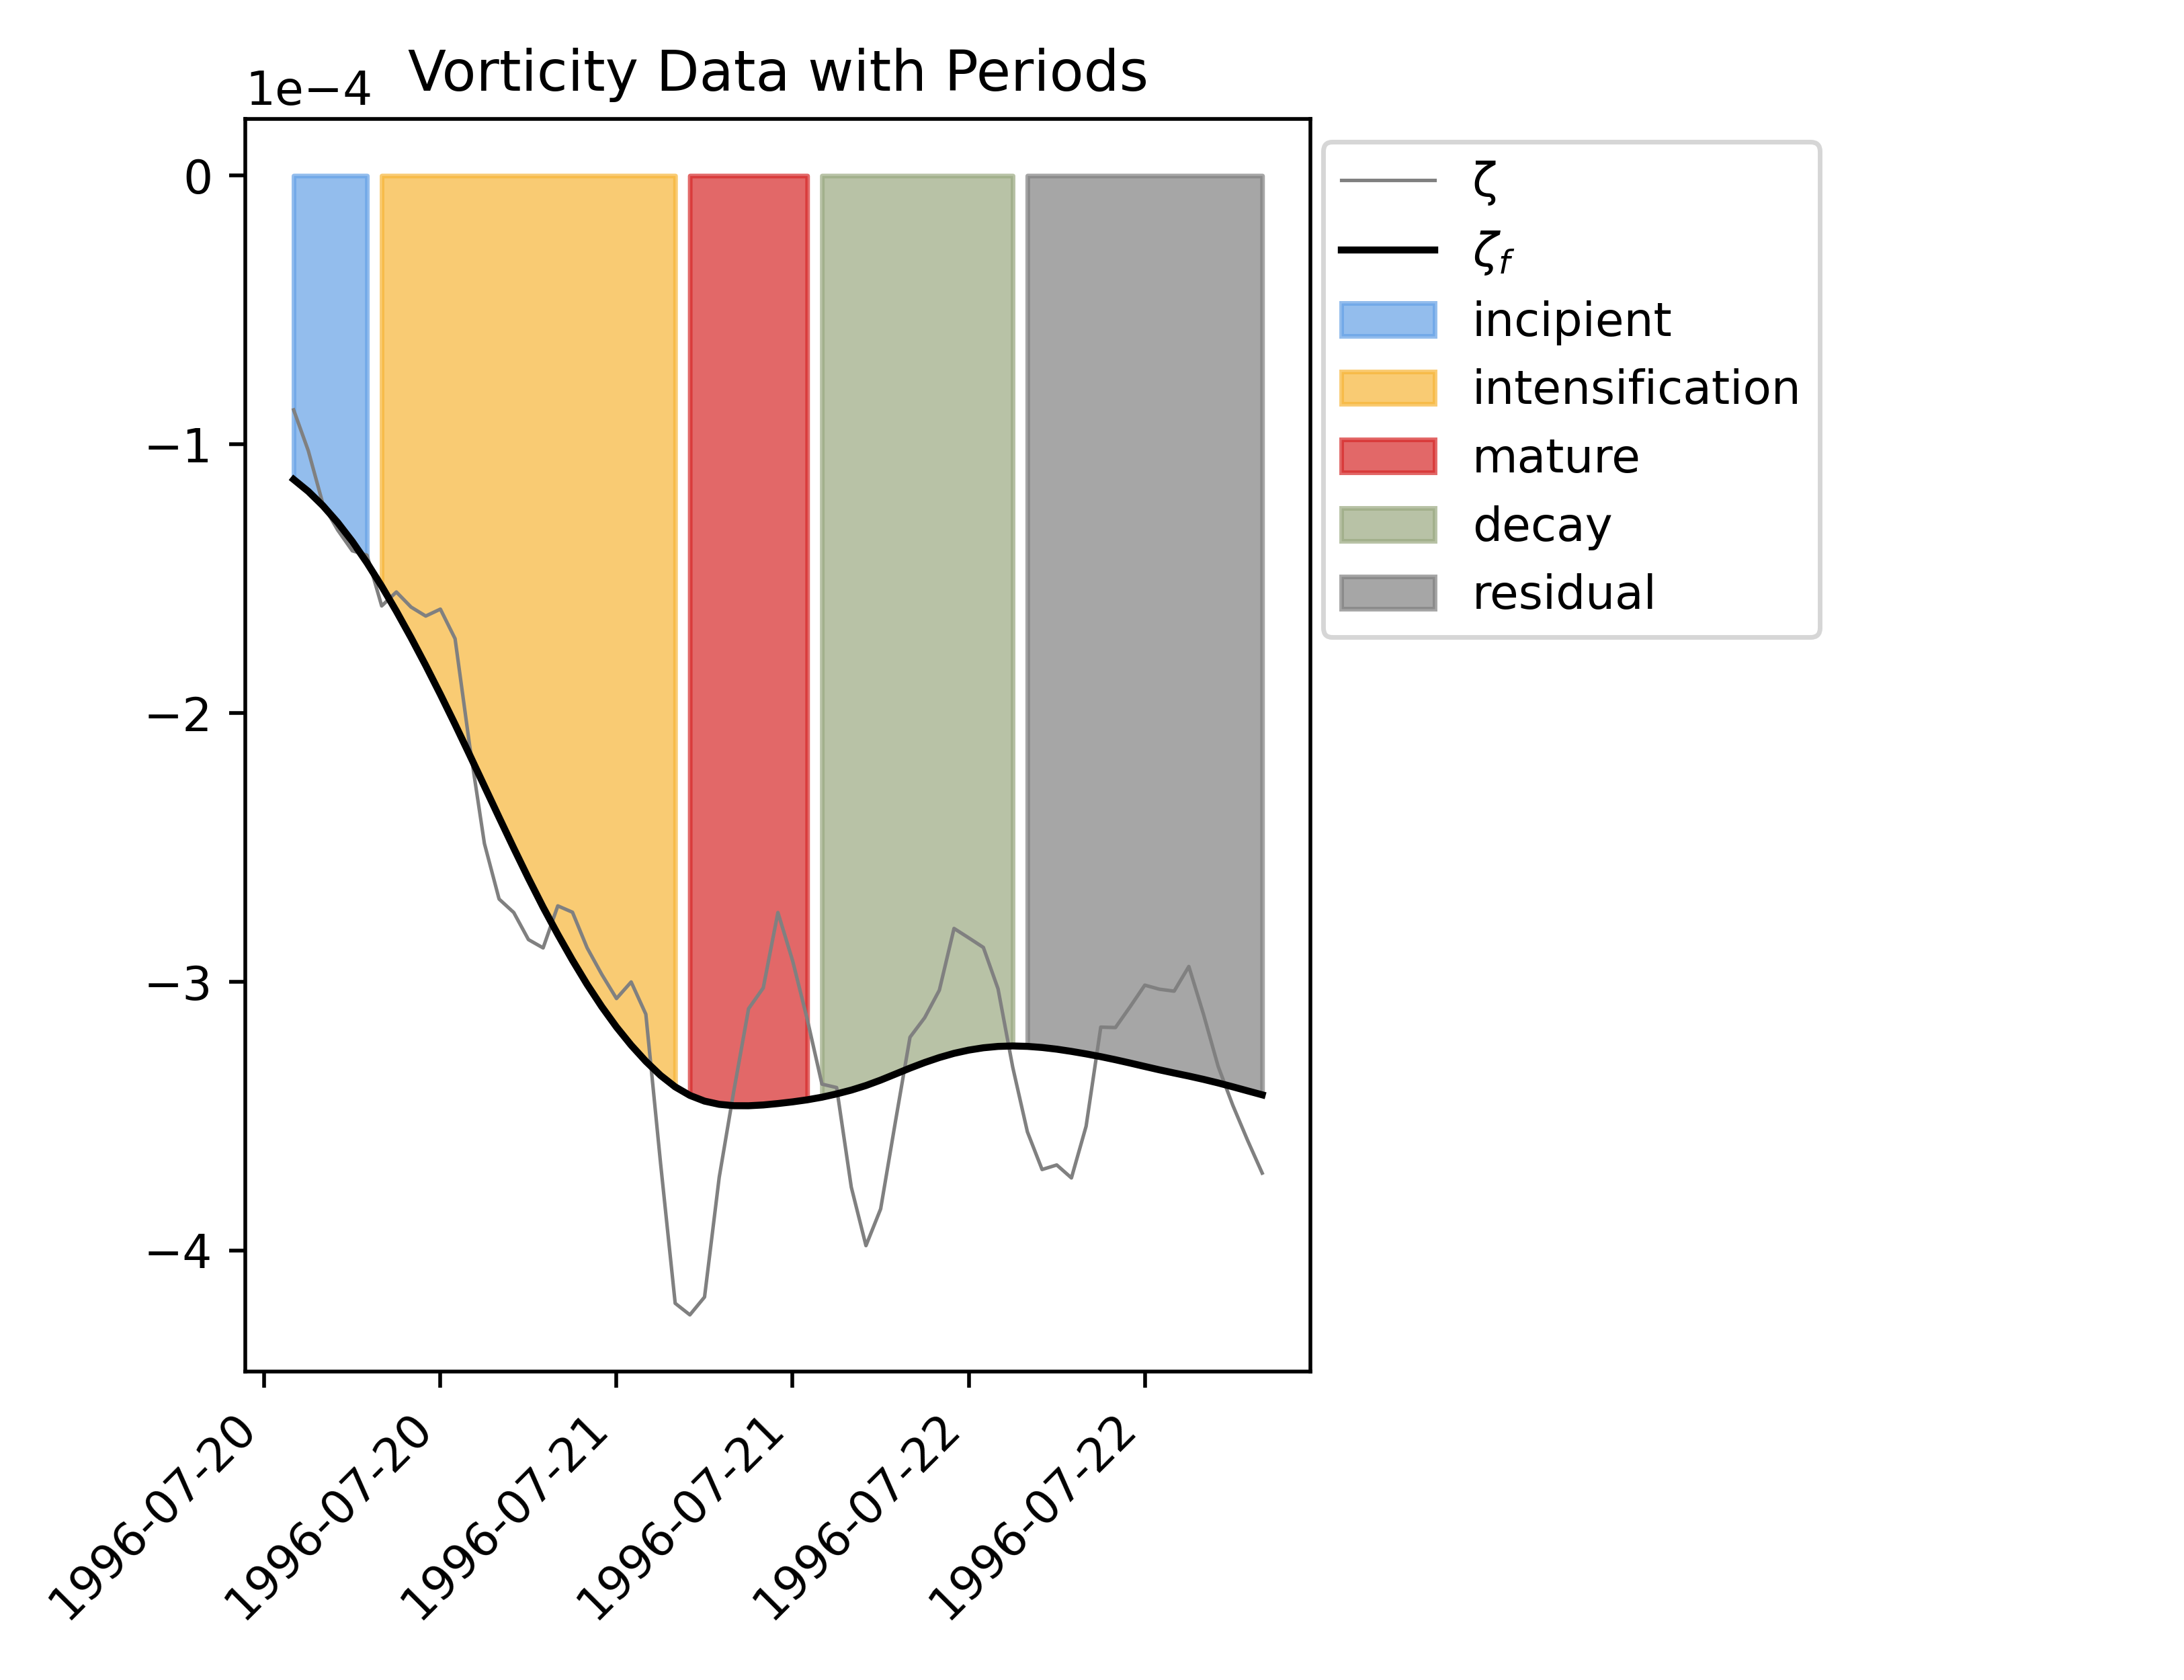 Vorticity Data with Periods
1e−4
0
−1
−2
−3
−4
1996-07-20
1996-07-20
1996-07-21
1996-07-21
1996-07-22
1996-07-22
ζ
ζf
incipient
intensification
mature
decay
residual